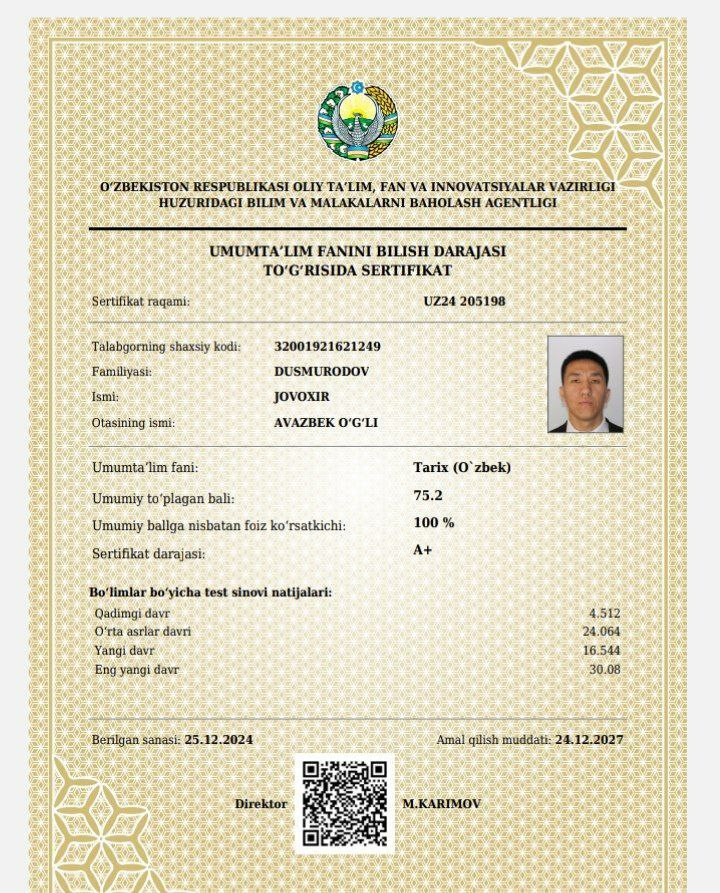 O‘ZBEKISTON RESPUBLIKASI OLIY TA’LIM, FAN VA INNOVATSIYALAR VAZIRLIGI
HUZURIDAGI BILIM VA MALAKALARNI BAHOLASH AGENTLIGI
UMUMTA’LIM FANINI BILISH DARAJASI
TO‘G‘RISIDA SERTIFIKAT
Sertifikat raqami: UZ24 205198
Talabgorning shaxsiy kodi: 32001921621249
Familiyasi: DUSMURODOV
Ismi: JOVOXIR
Otasining ismi: AVAZBEK O‘G‘LI
Umumta’lim fani: Tarix (O`zbek)
Umumiy to‘plagan bali: 75.2
Umumiy ballga nisbatan foiz ko‘rsatkichi: 100 %
Sertifikat darajasi: A+
Bo‘limlar bo‘yicha test sinovi natijalari:
Qadimgi davr 4.512
O‘rta asrlar davri 24.064
Yangi davr 16.544
Eng yangi davr 30.08
Berilgan sanasi: 25.12.2024 Amal qilish muddati: 24.12.2027
Direktor M.KARIMOV